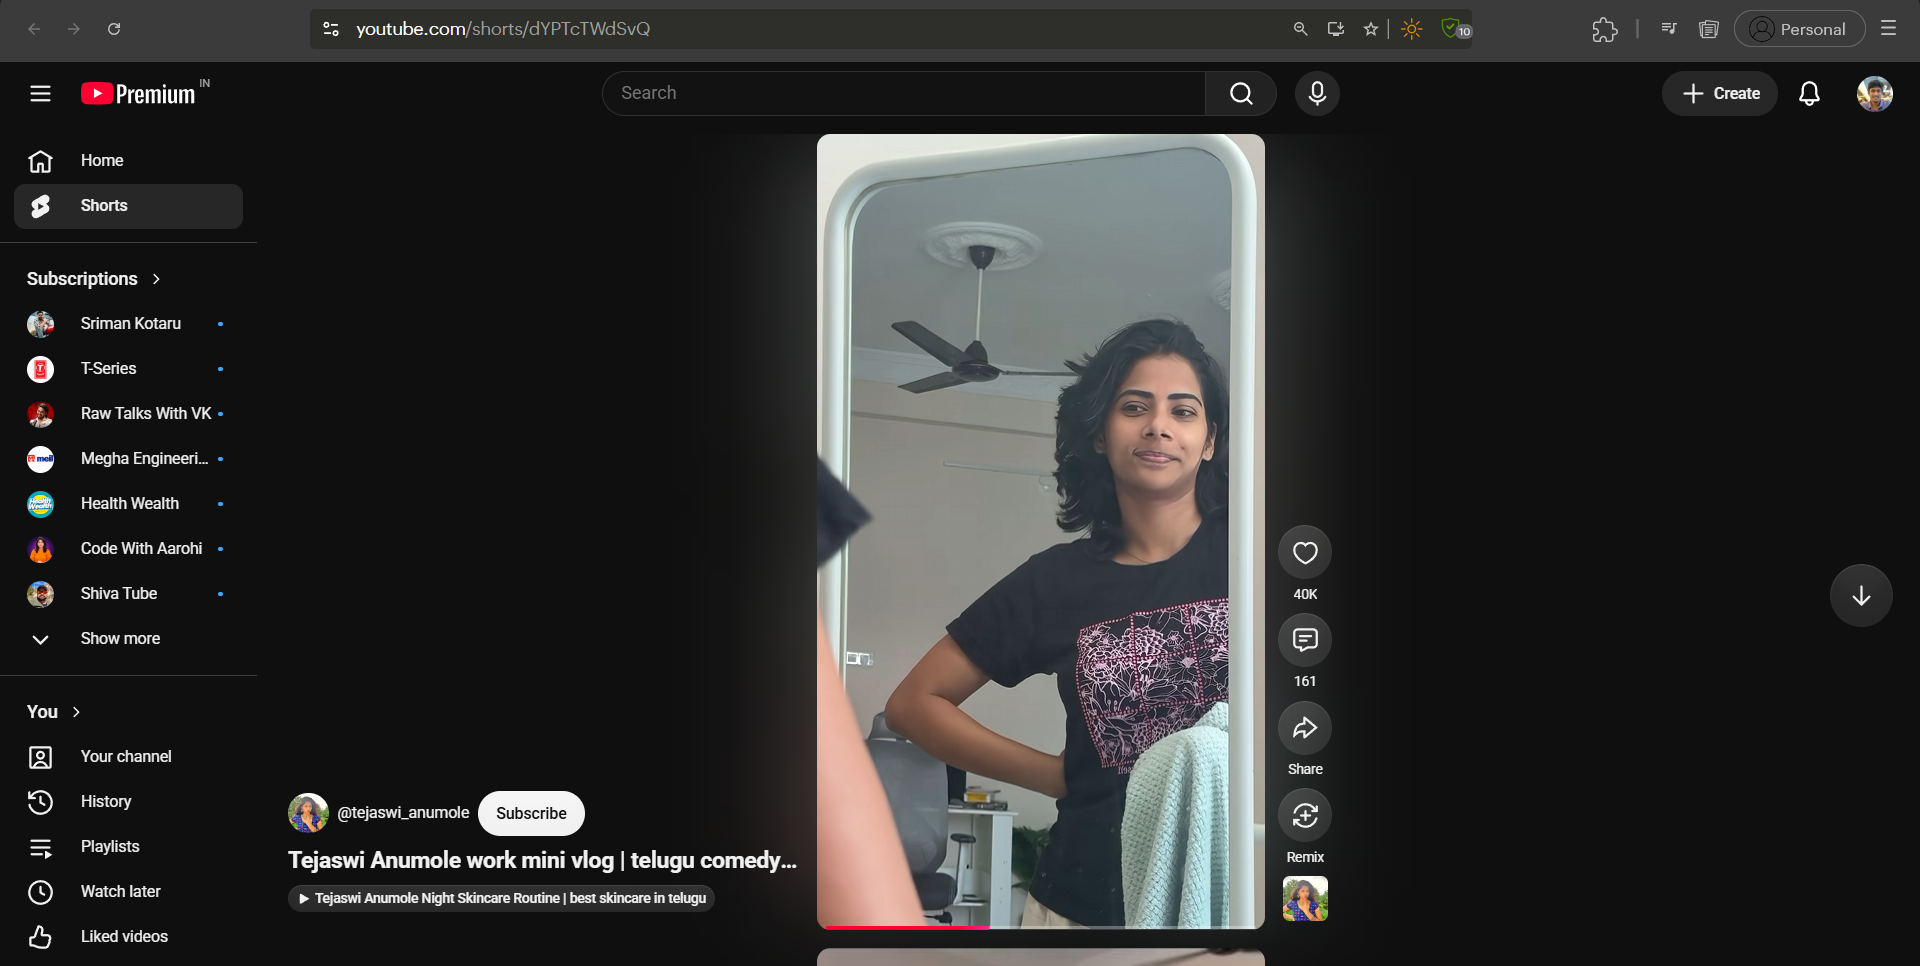 youtube.com/shorts/dYPTcTWdSvQ
10
Personal
Premium IN
Search
Create
Home
Shorts
Subscriptions
Sriman Kotaru
T-Series
Raw Talks With VK
Megha Engineeri...
Health Wealth
Code With Aarohi
Shiva Tube
Show more
You
Your channel
History
Playlists
Watch later
Liked videos
40K
161
Share
Remix
@tejaswi_anumole
Subscribe
Tejaswi Anumole work mini vlog | telugu comedy...
Tejaswi Anumole Night Skincare Routine | best skincare in telugu